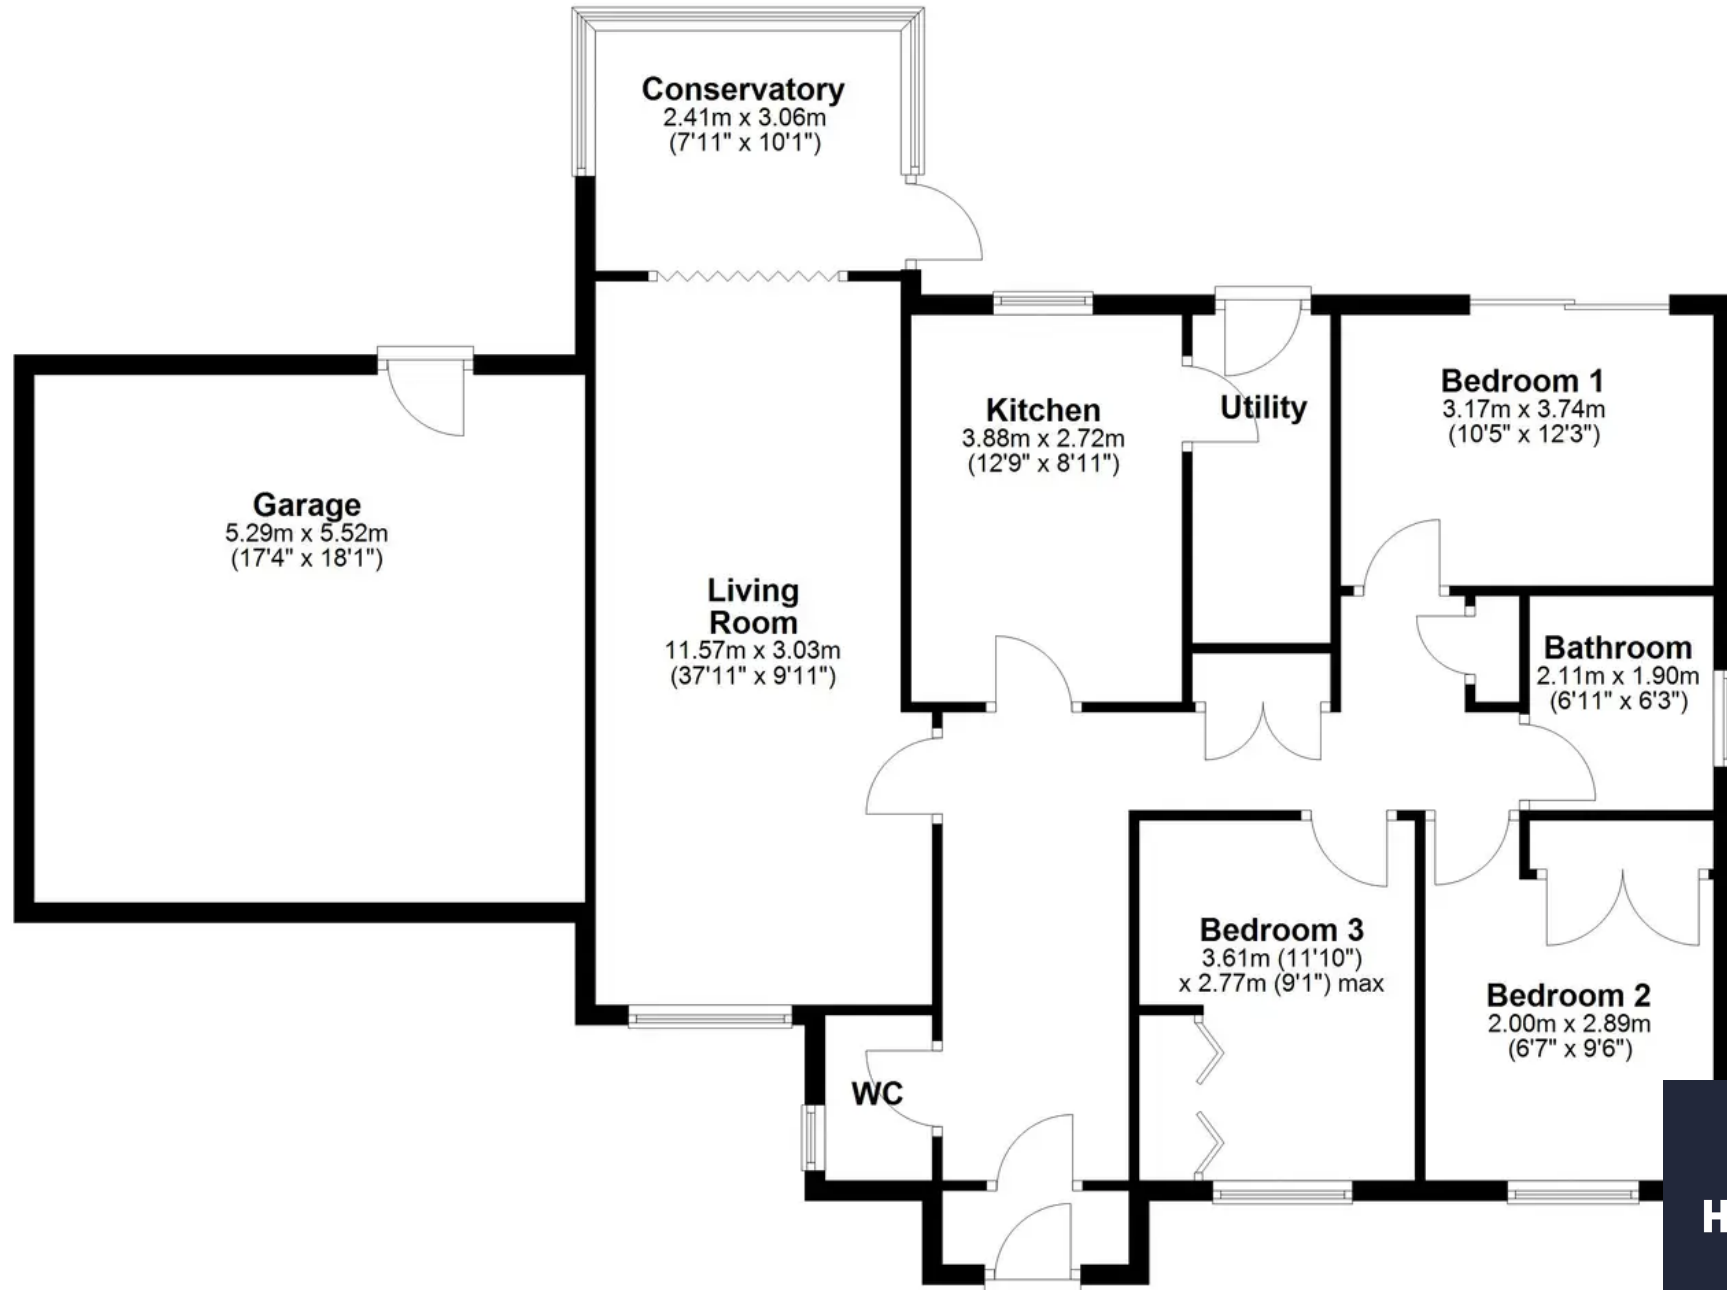 Conservatory
2.41m x 3.06m
(7'11" x 10'1")
Kitchen
3.88m x 2.72m
(12'9" x 8'11")
Utility
Bedroom 1
3.17m x 3.74m
(10'5" x 12'3")
Garage
5.29m x 5.52m
(17'4" x 18'1")
Living
Room
11.57m x 3.03m
(37'11" x 9'11")
Bathroom
2.11m x 1.90m
(6'11" x 6'3")
Bedroom 3
3.61m (11'10")
x 2.77m (9'1") max
Bedroom 2
2.00m x 2.89m
(6'7" x 9'6")
WC
H